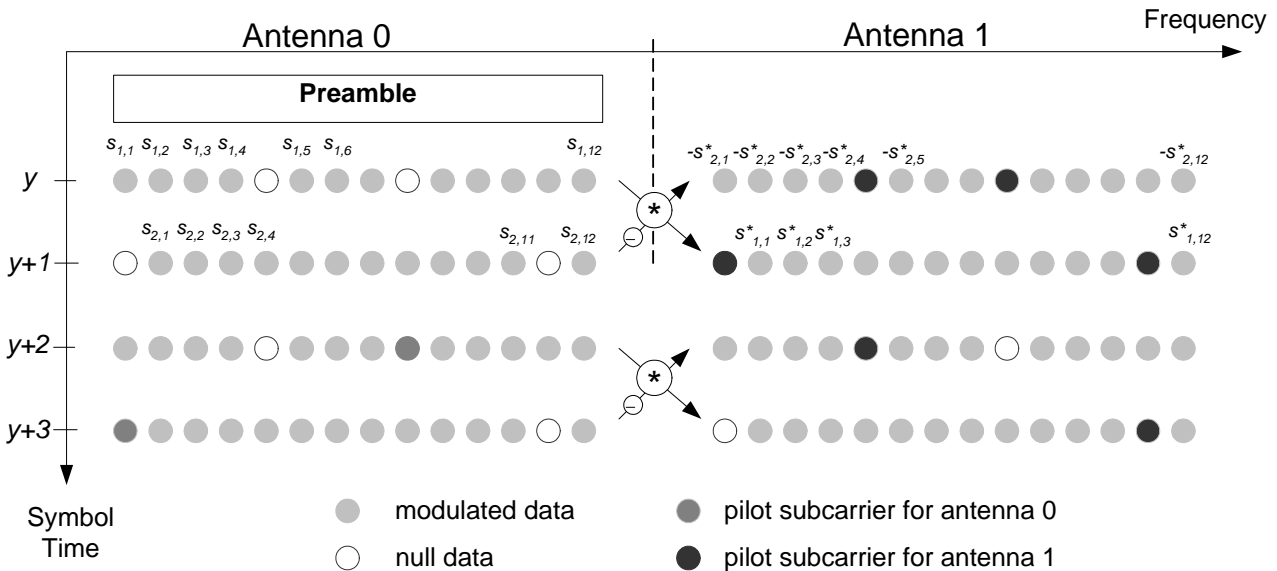 Frequency
Antenna 0
Antenna 1
Preamble
s1,1 s1,2 s1,3 s1,4 s1,5 s1,6 s1,12
-s*2,1 -s*2,2 -s*2,3 -s*2,4 -s*2,5 -s*2,12
y
*
−
s2,1 s2,2 s2,3 s2,4 s2,11 s2,12
s*1,1 s*1,2 s*1,3 s*1,12
y+1
y+2
*
−
y+3
Symbol
Time
modulated data
pilot subcarrier for antenna 0
null data
pilot subcarrier for antenna 1